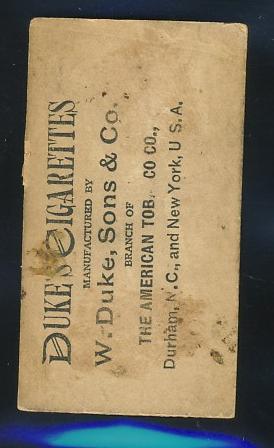 DUKE'S CIGARETTES
MANUFACTURED BY
W. Duke, Sons & Co.
BRANCH OF
THE AMERICAN TOB. CO CO.,
Durham, N.C., and New York, U. S. A.